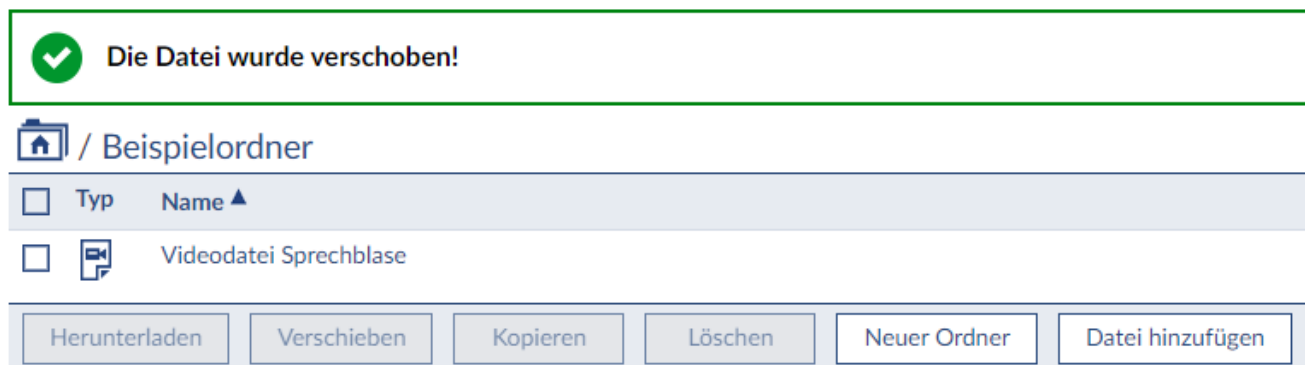 Die Datei wurde verschoben!
/ Beispielordner
Typ Name
Videodatei Sprechblase
Herunterladen Verschieben Kopieren Löschen Neuer Ordner Datei hinzufügen